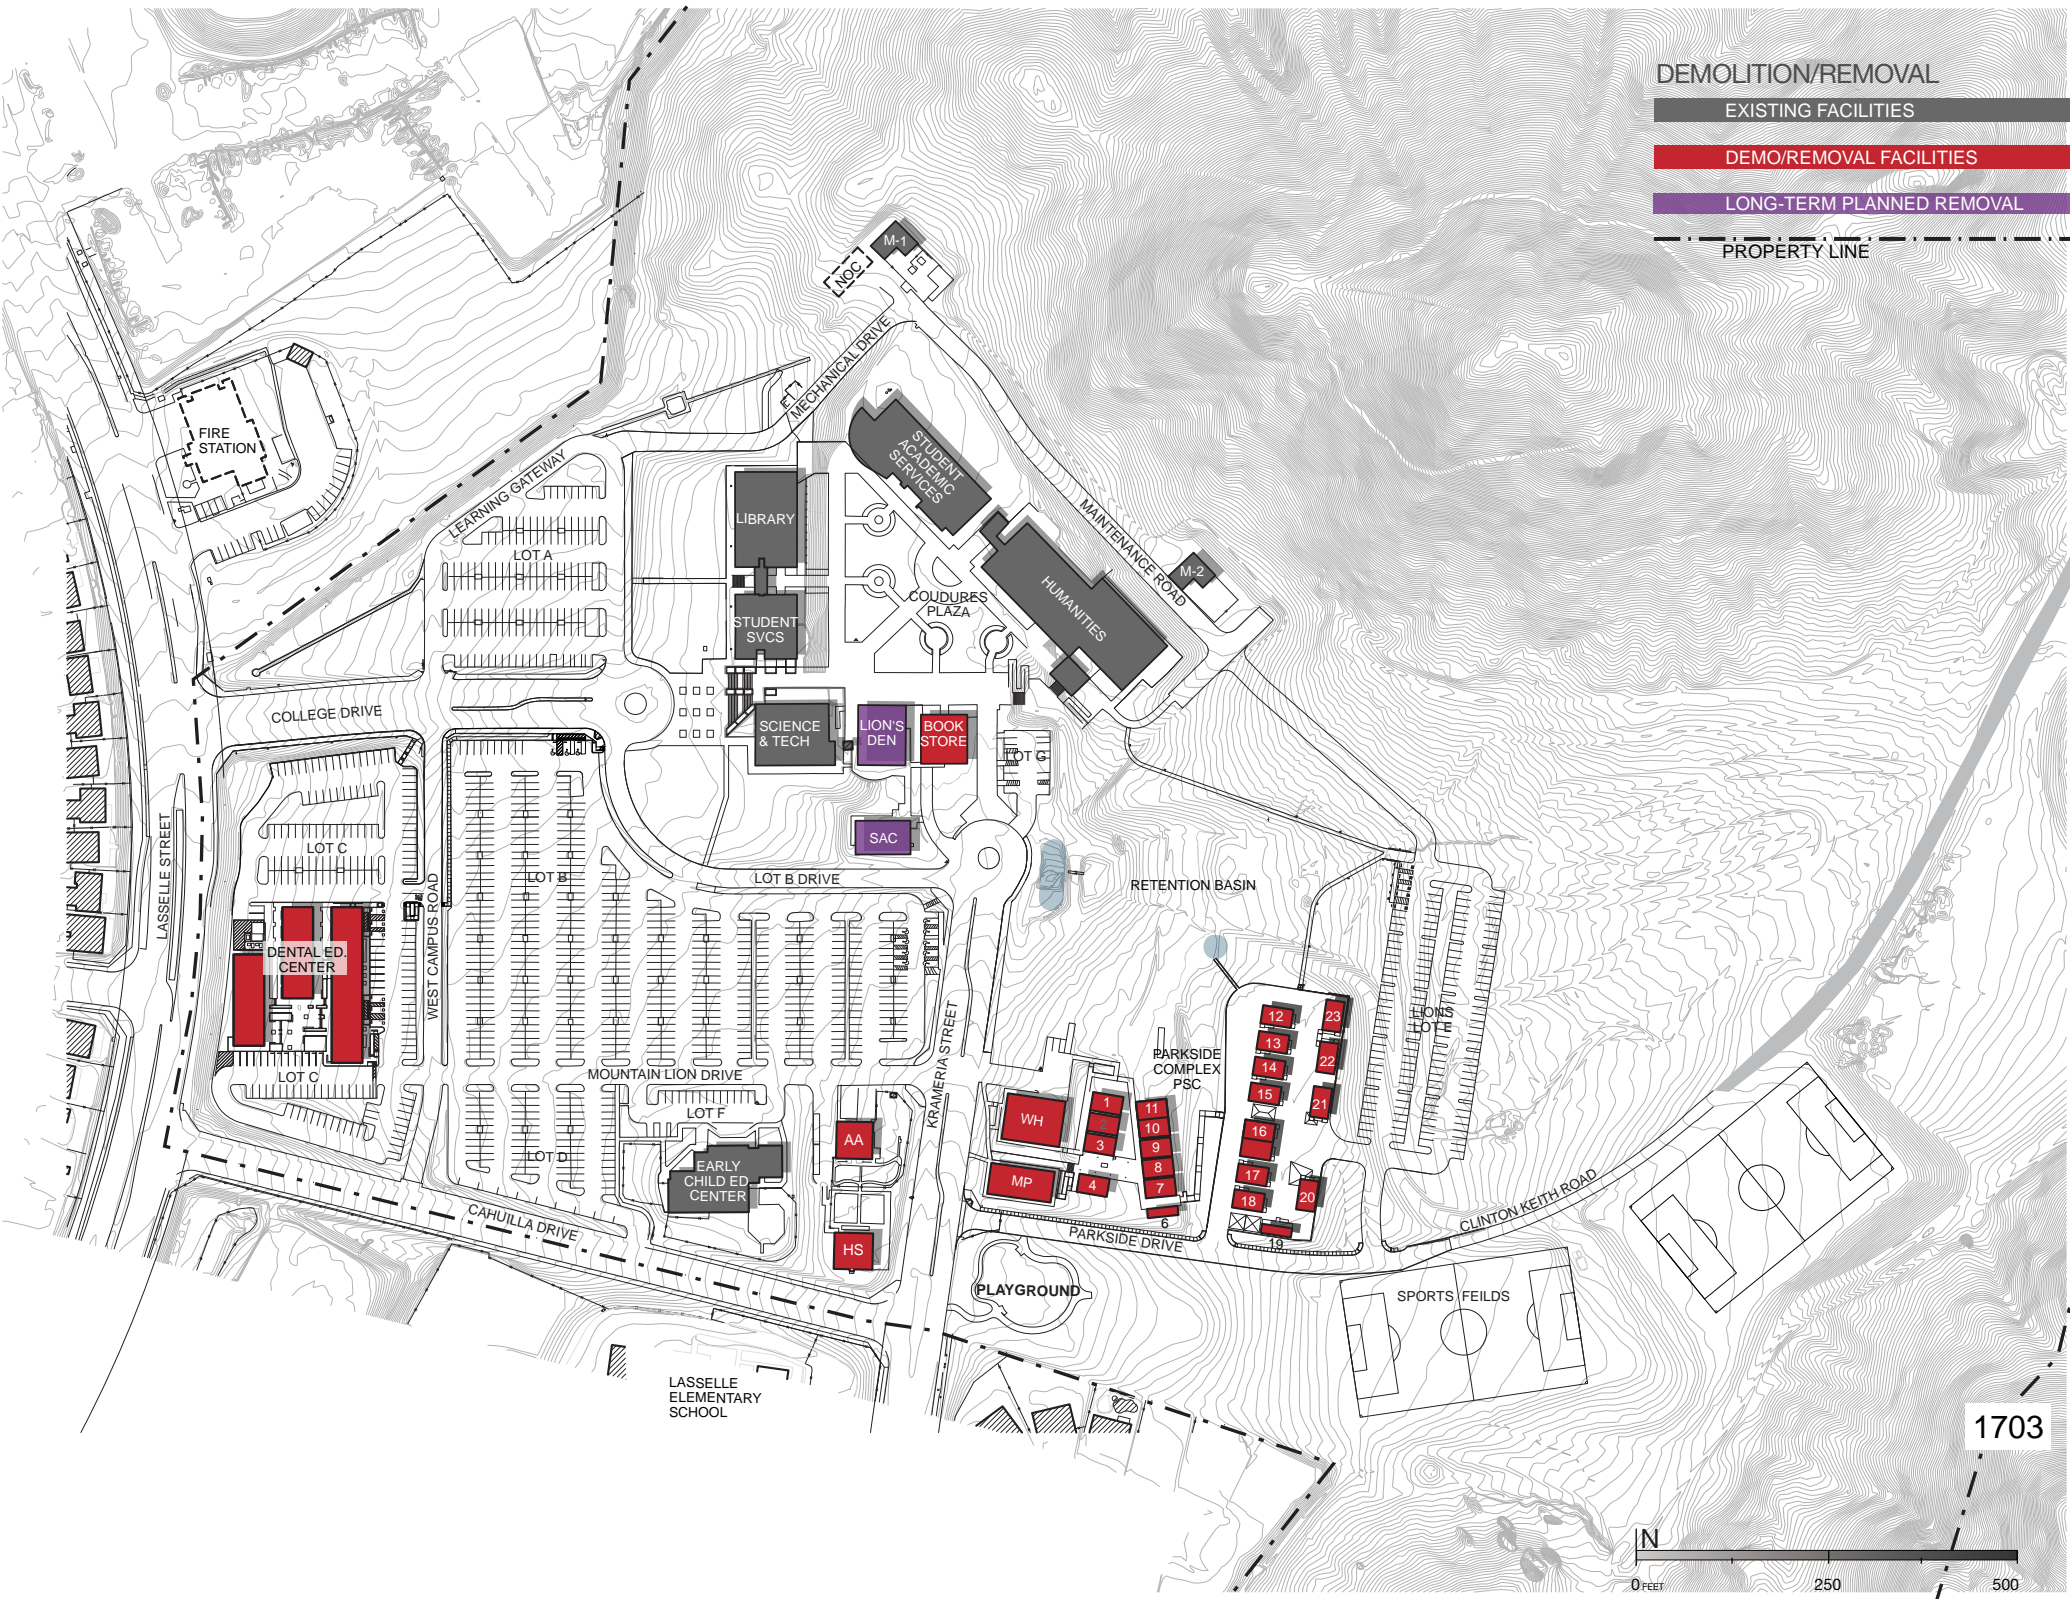 DEMOLITION/REMOVAL
EXISTING FACILITIES
DEMO/REMOVAL FACILITIES
LONG-TERM PLANNED REMOVAL
PROPERTY LINE
M-1
NOC
MECHANICAL DRIVE
FIRE
STATION
LEARNING GATEWAY
LOT A
LIBRARY
STUDENT
ACADEMIC
SERVICES
MAINTENANCE ROAD
M-2
HUMANITIES
COUDURES
PLAZA
STUDENT
SVCS
COLLEGE DRIVE
SCIENCE
& TECH
LION'S
DEN
BOOK
STORE
LOT G
SAC
LASSELLE STREET
LOT C
LOT B
LOT B DRIVE
WEST CAMPUS ROAD
RETENTION BASIN
DENTAL ED.
CENTER
KRAMERIA STREET
LOT C
MOUNTAIN LION DRIVE
LOT F
LOT D
EARLY
CHILD ED
CENTER
AA
HS
CAHUILLA DRIVE
WH
MP
1
2
3
4
11
10
9
8
7
6
PARKSIDE
COMPLEX
PSC
12
13
14
15
16
17
18
19
20
21
22
23
LIONS
LOT E
PARKSIDE DRIVE
CLINTON KEITH ROAD
PLAYGROUND
SPORTS FEILDS
LASSELLE
ELEMENTARY
SCHOOL
1703
N
0 FEET
250
500